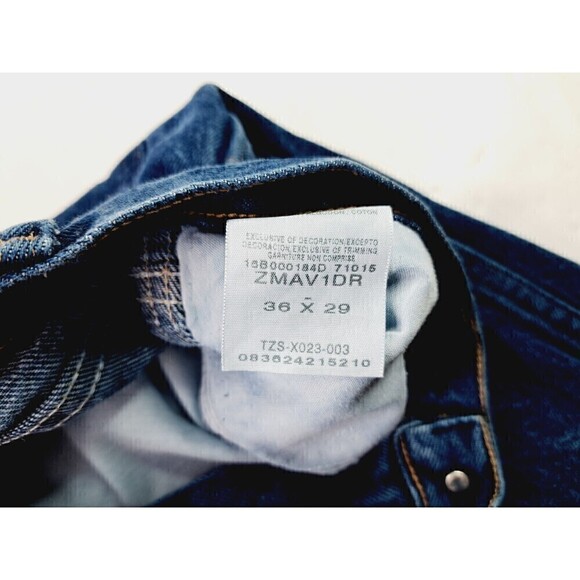 COTON
EXCLUSIVE OF DECORATION/EXCEPTO
DECORACION, EXCLUSIVE OF TRIMMING
GARNITURE NON COMPRISE
16B000184D 71015
ZMAV1DR
-
36 X 29
TZS-X023-003
083624215210